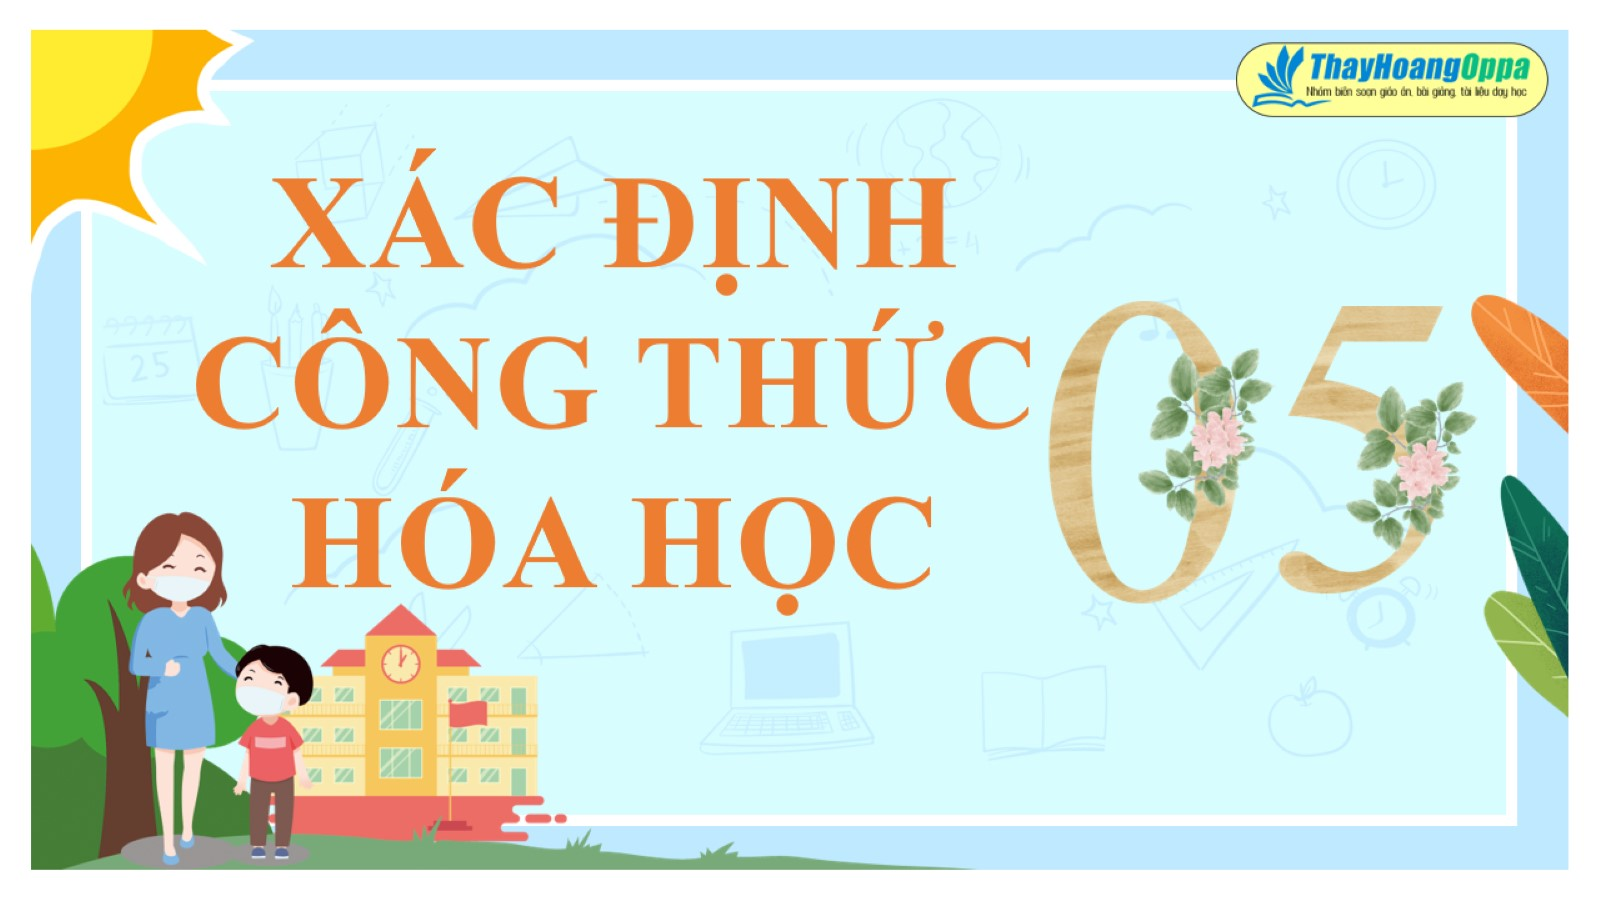 ThayHoangOppa
Nhóm biên soạn giáo án, bài giảng, tài liệu dạy học
XÁC ĐỊNH
CÔNG THỨC
HÓA HỌC
05
25